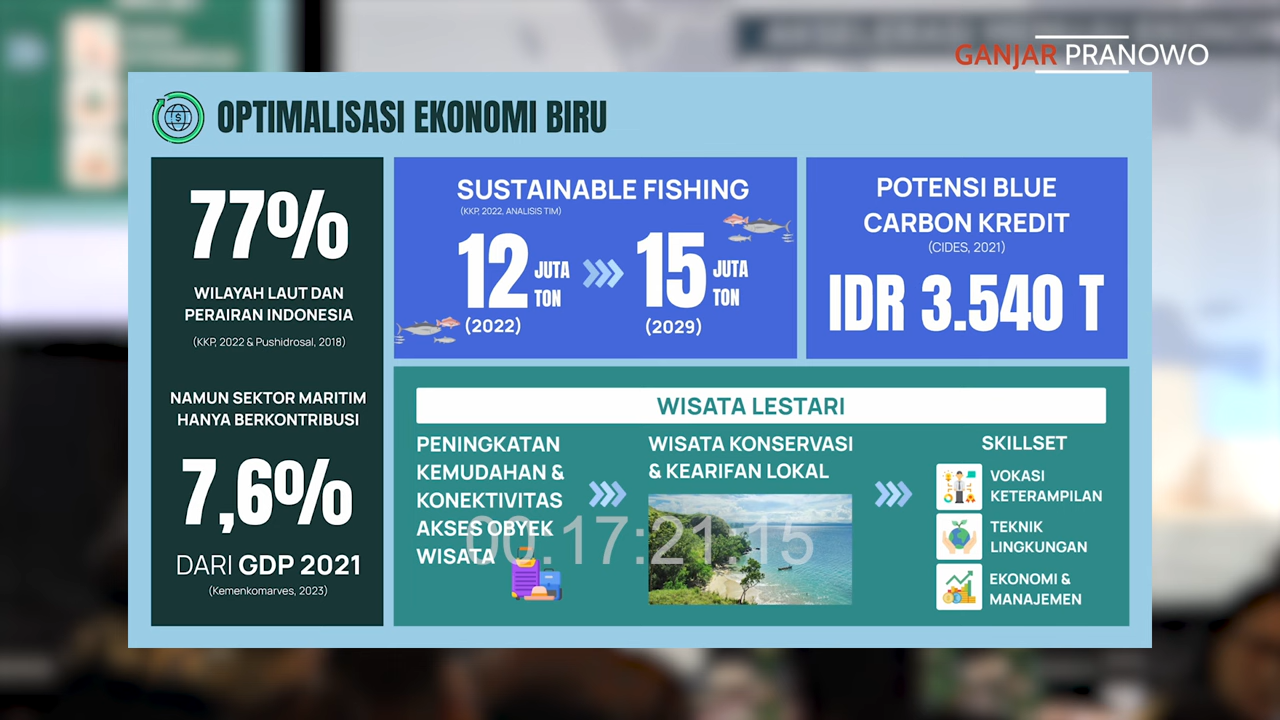 GANJAR PRANOWO
OPTIMALISASI EKONOMI BIRU
77%
WILAYAH LAUT DAN
PERAIRAN INDONESIA
(KKP, 2022 & Pushidrosal, 2018)
NAMUN SEKTOR MARITIM
HANYA BERKONTRIBUSI
7,6%
DARI GDP 2021
(Kemenkomarves, 2023)
SUSTAINABLE FISHING
(KKP, 2022, ANALISIS TIM)
12 JUTA
TON
(2022)
15 JUTA
TON
(2029)
POTENSI BLUE
CARBON KREDIT
(CIDES, 2021)
IDR 3.540 T
WISATA LESTARI
PENINGKATAN
KEMUDAHAN &
KONEKTIVITAS
AKSES OBYEK
WISATA
WISATA KONSERVASI
& KEARIFAN LOKAL
SKILLSET
VOKASI
KETERAMPILAN
TEKNIK
LINGKUNGAN
EKONOMI &
MANAJEMEN
00.17:21.15